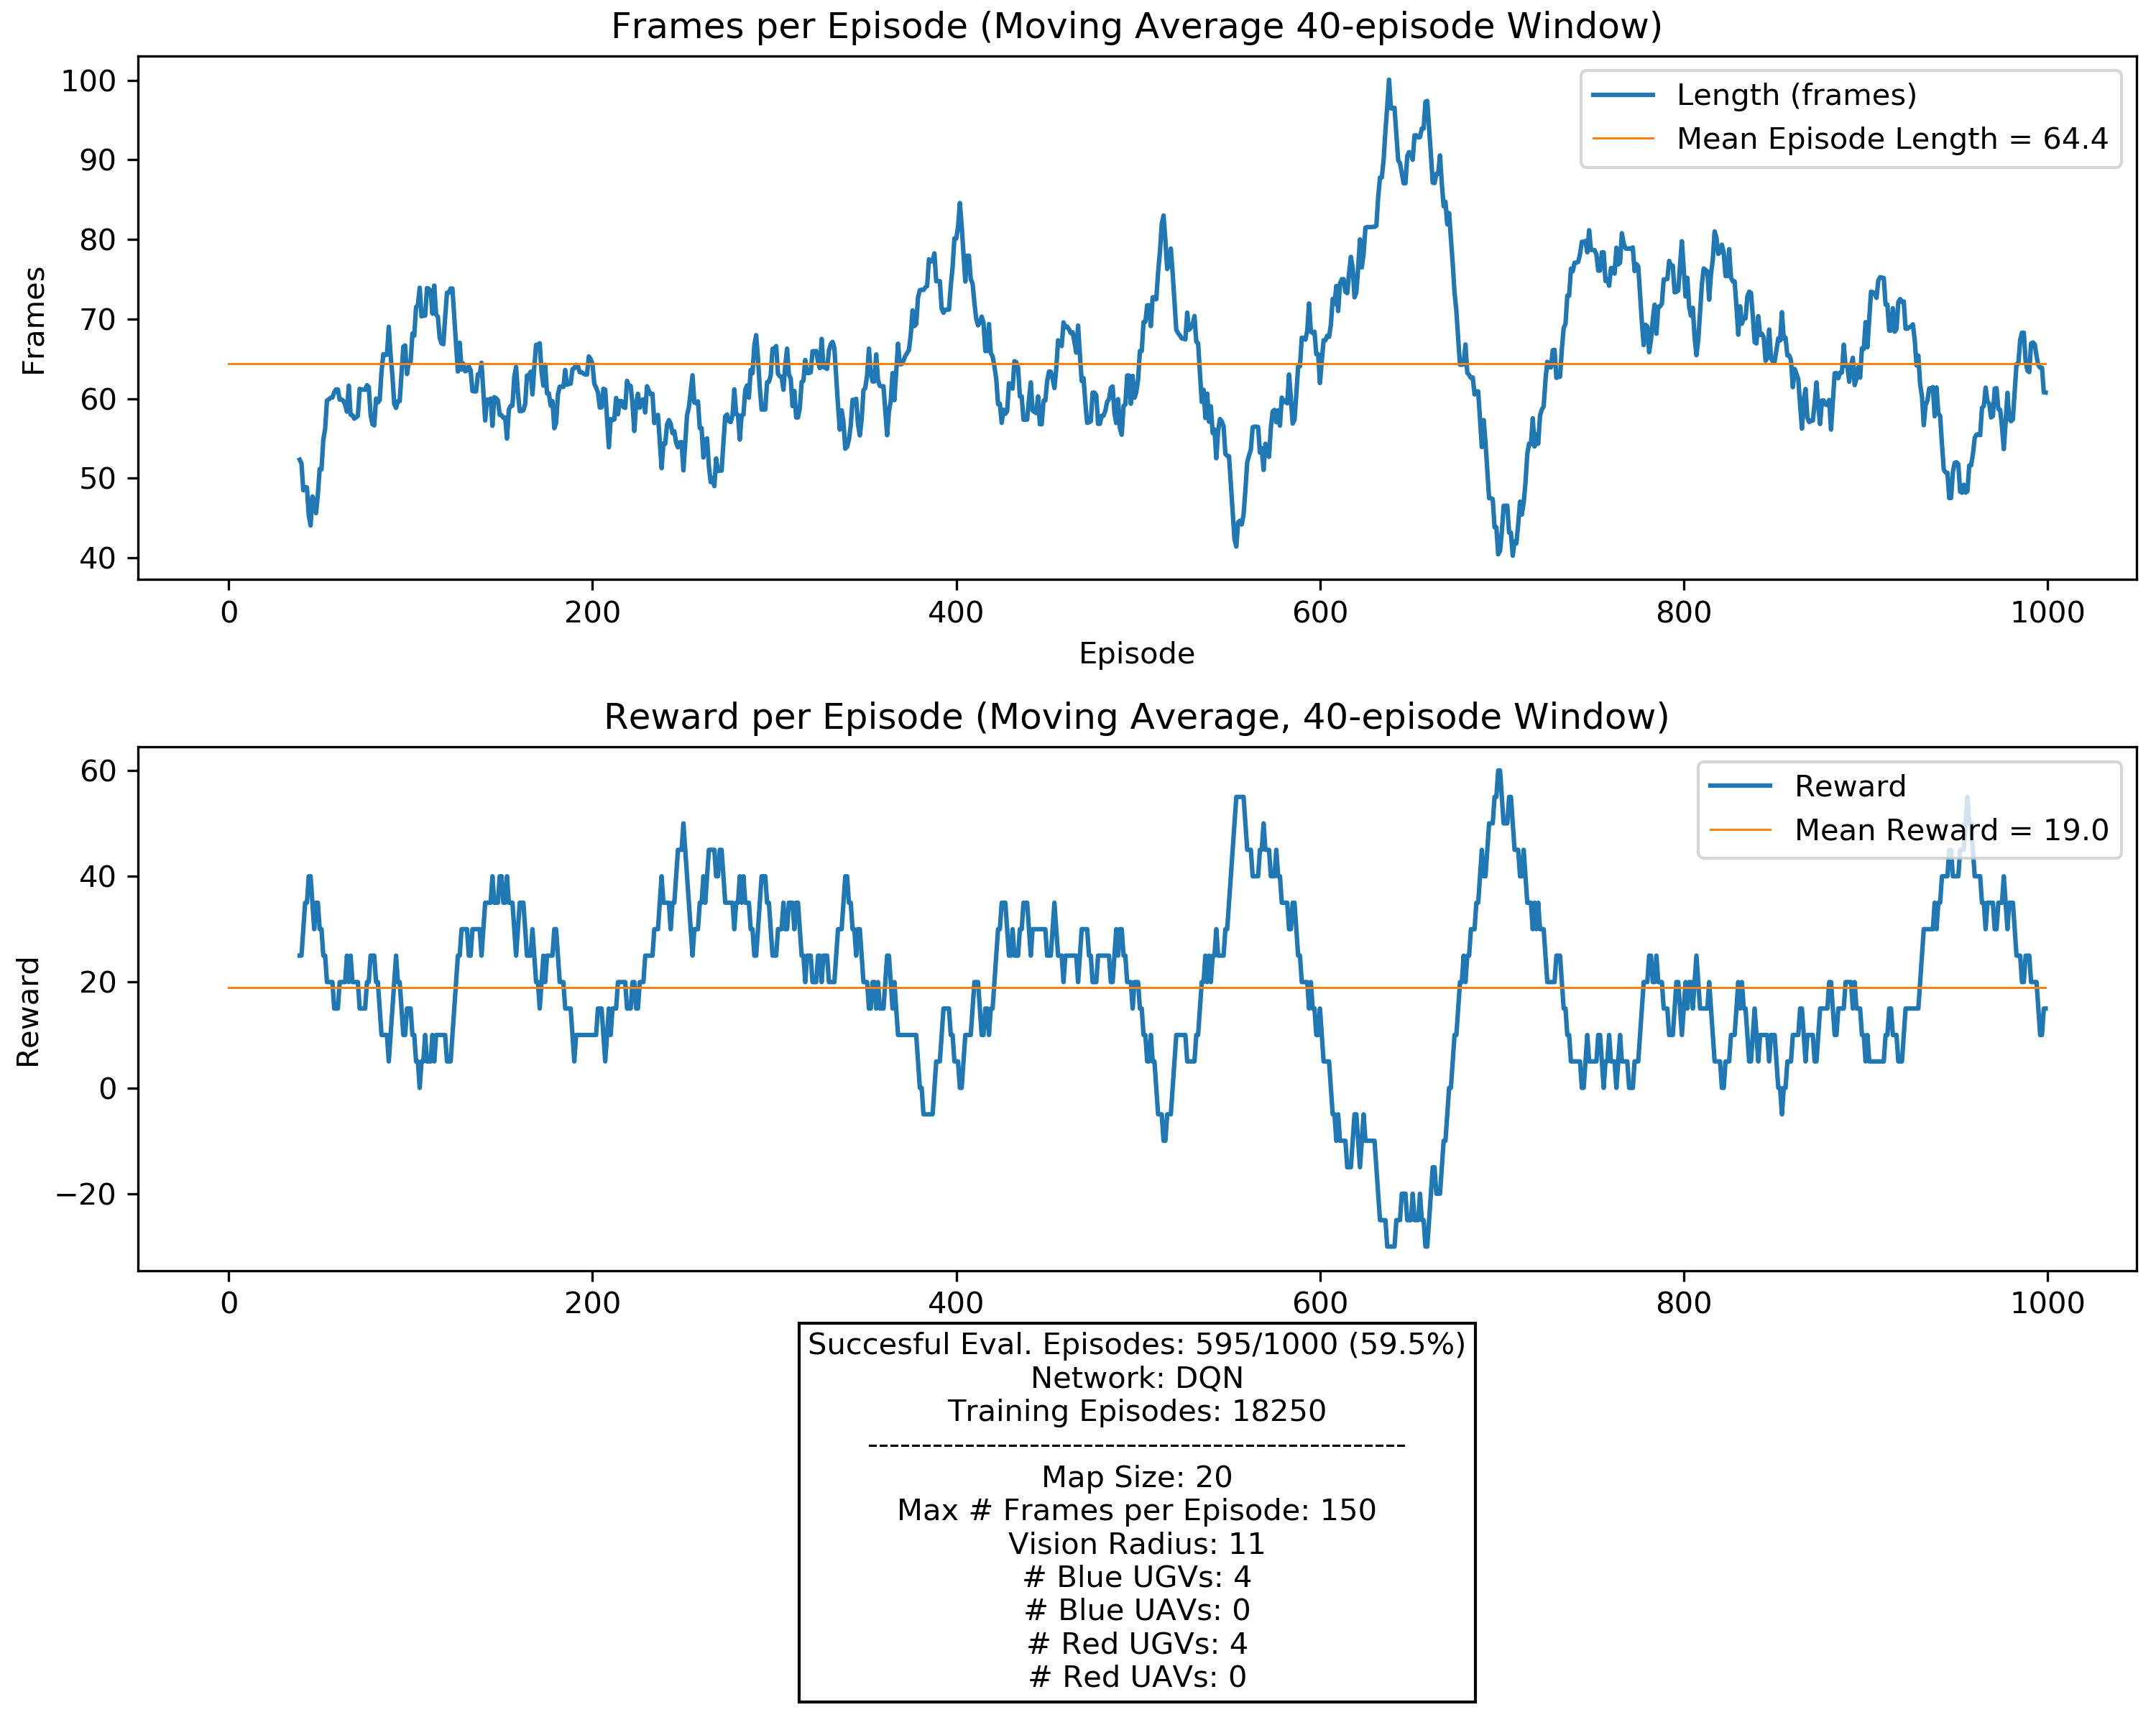 Frames per Episode (Moving Average 40-episode Window)
100
90
80
70
60
50
40
Frames
Length (frames)
Mean Episode Length = 64.4
0 200 400 600 800 1000
Episode
Reward per Episode (Moving Average, 40-episode Window)
60
40
20
0
−20
Reward
Reward
Mean Reward = 19.0
0 200 400 600 800 1000
Succesful Eval. Episodes: 595/1000 (59.5%)
Network: DQN
Training Episodes: 18250
--------------------------------------------------
Map Size: 20
Max # Frames per Episode: 150
Vision Radius: 11
# Blue UGVs: 4
# Blue UAVs: 0
# Red UGVs: 4
# Red UAVs: 0